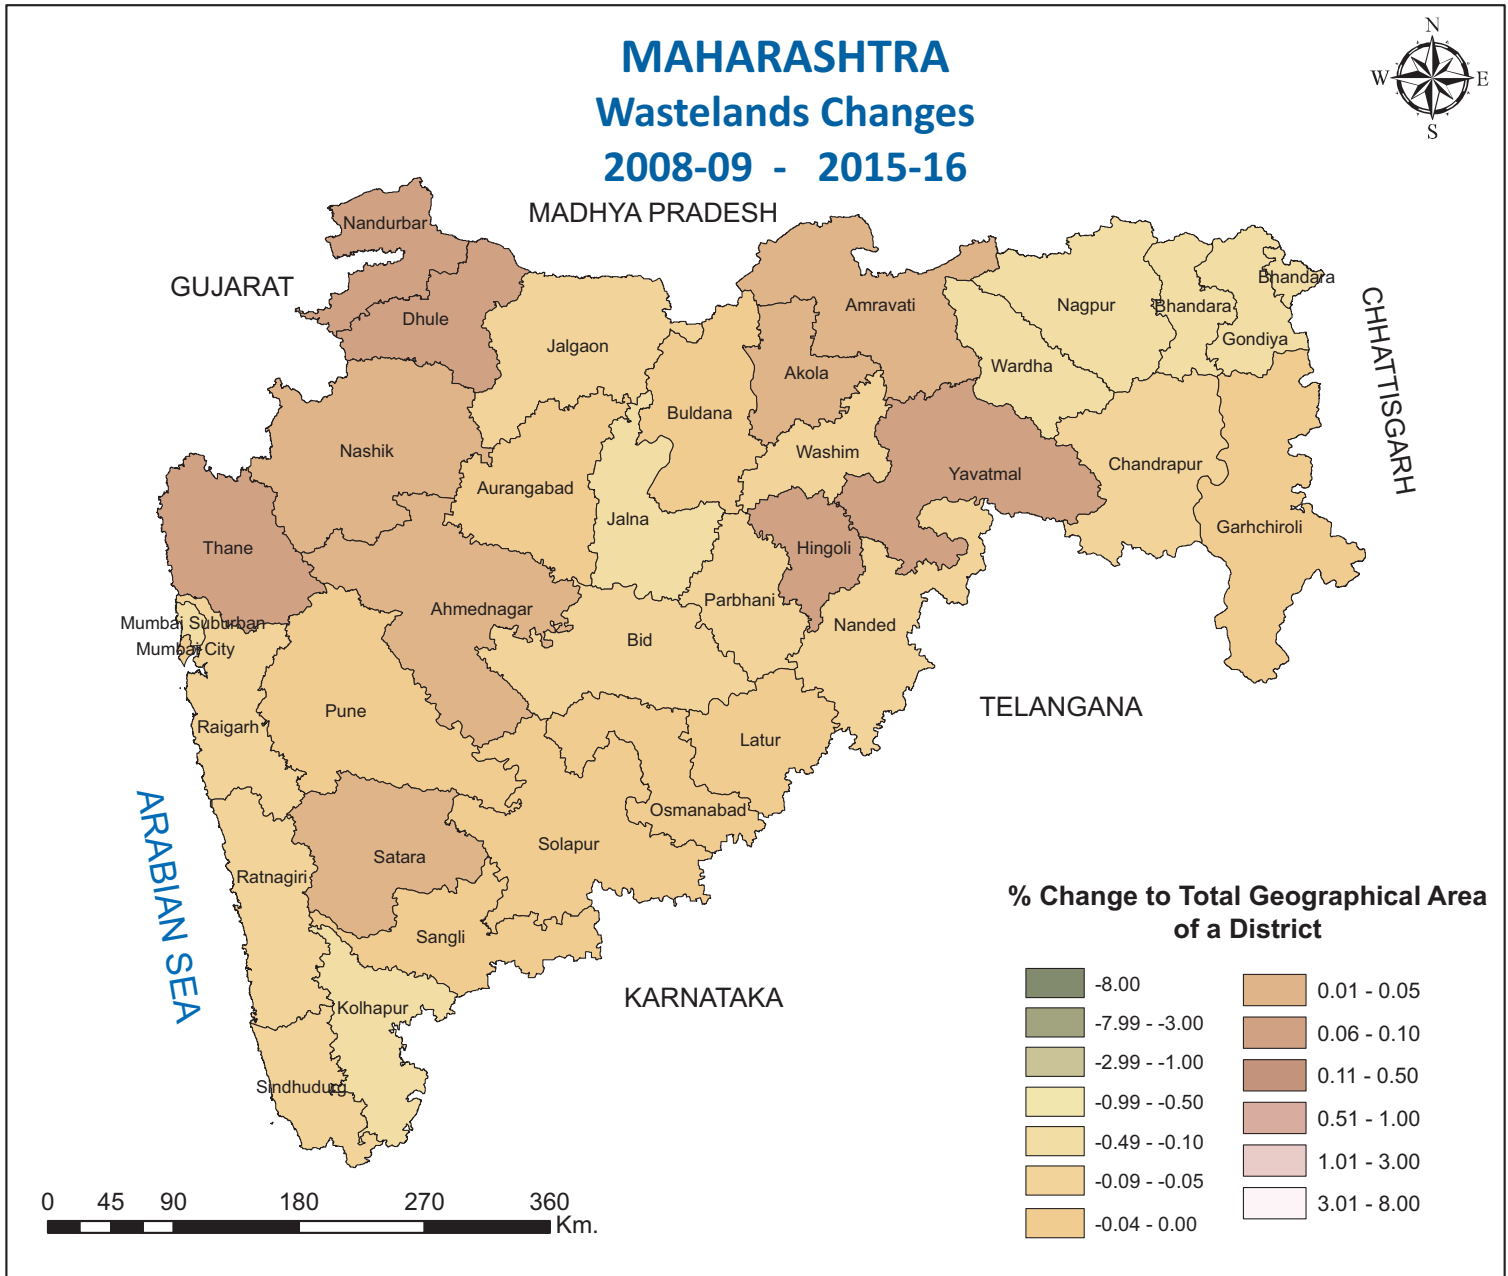 MAHARASHTRA
Wastelands Changes
2008-09 - 2015-16
N
W
E
S
MADHYA PRADESH
GUJARAT
CHHATTISGARH
TELANGANA
KARNATAKA
ARABIAN SEA
Nandurbar
Dhule
Jalgaon
Buldana
Akola
Amravati
Nagpur
Bhandara
Bhandara
Gondiya
Wardha
Nashik
Aurangabad
Jalna
Washim
Yavatmal
Chandrapur
Garhchiroli
Thane
Hingoli
Ahmednagar
Parbhani
Nanded
Mumbai Suburban
Mumbai City
Bid
Raigarh
Pune
Latur
Osmanabad
Solapur
Satara
Ratnagiri
Sangli
Kolhapur
Sindhudurg
% Change to Total Geographical Area
of a District
-8.00
-7.99 - -3.00
-2.99 - -1.00
-0.99 - -0.50
-0.49 - -0.10
-0.09 - -0.05
-0.04 - 0.00
0.01 - 0.05
0.06 - 0.10
0.11 - 0.50
0.51 - 1.00
1.01 - 3.00
3.01 - 8.00
0 45 90 180 270 360
Km.